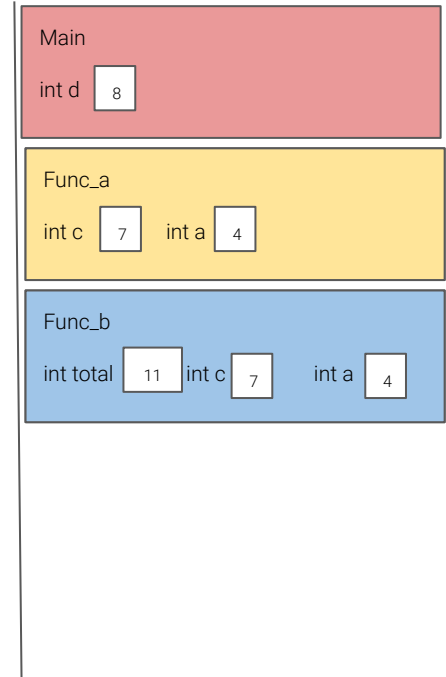 Main
int d 8
Func_a
int c 7 int a 4
Func_b
int total 11 int c 7 int a 4